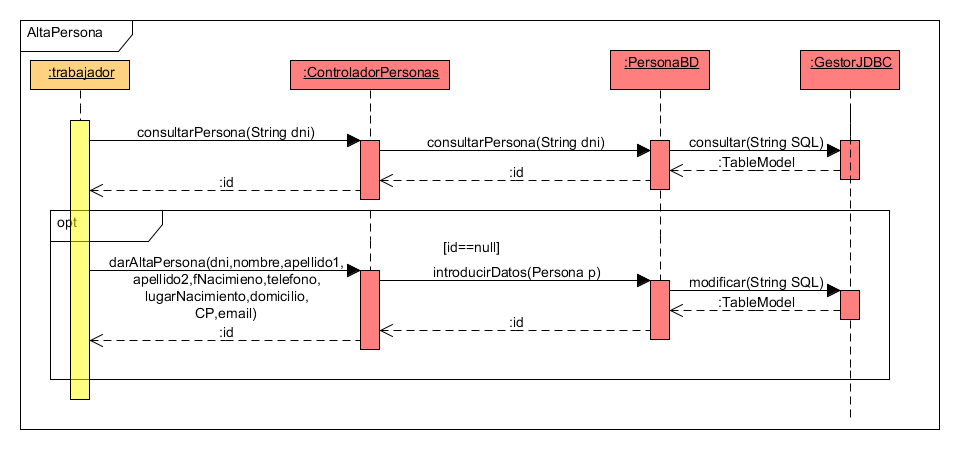 AltaPersona
:trabajador
:ControladorPersonas
:PersonaBD
:GestorJDBC
consultarPersona(String dni)
consultarPersona(String dni)
consultar(String SQL)
:TableModel
:id
:id
opt
[id==null]
darAltaPersona(dni,nombre,apellido1,
apellido2,fNacimieno,telefono,
lugarNacimiento,domicilio,
CP,email)
introducirDatos(Persona p)
modificar(String SQL)
:TableModel
:id
:id